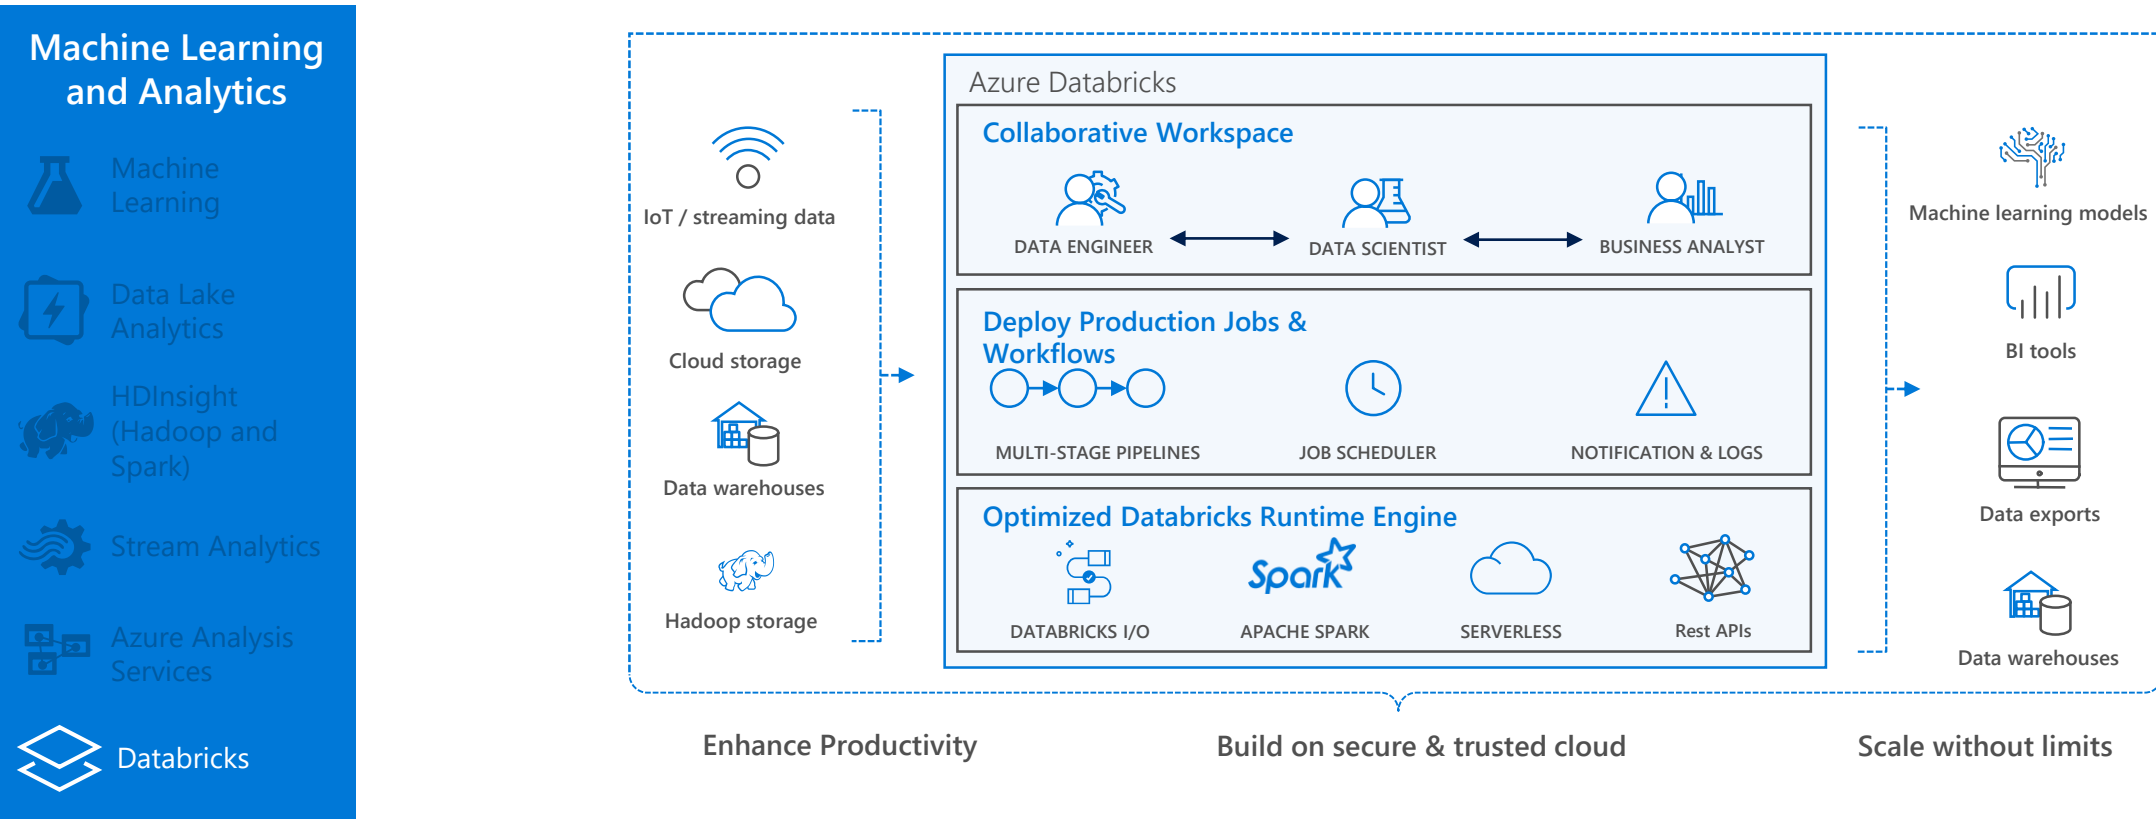 Machine Learning
and Analytics
Machine
Learning
Data Lake
Analytics
HDInsight
(Hadoop and
Spark)
Stream Analytics
Azure Analysis
Services
Databricks
IoT / streaming data
Cloud storage
Data warehouses
Hadoop storage
Azure Databricks
Collaborative Workspace
DATA ENGINEER
DATA SCIENTIST
BUSINESS ANALYST
Deploy Production Jobs &
Workflows
MULTI-STAGE PIPELINES
JOB SCHEDULER
NOTIFICATION & LOGS
Optimized Databricks Runtime Engine
Spark
DATABRICKS I/O
APACHE SPARK
SERVERLESS
Rest APIs
Machine learning models
BI tools
Data exports
Data warehouses
Enhance Productivity
Build on secure & trusted cloud
Scale without limits